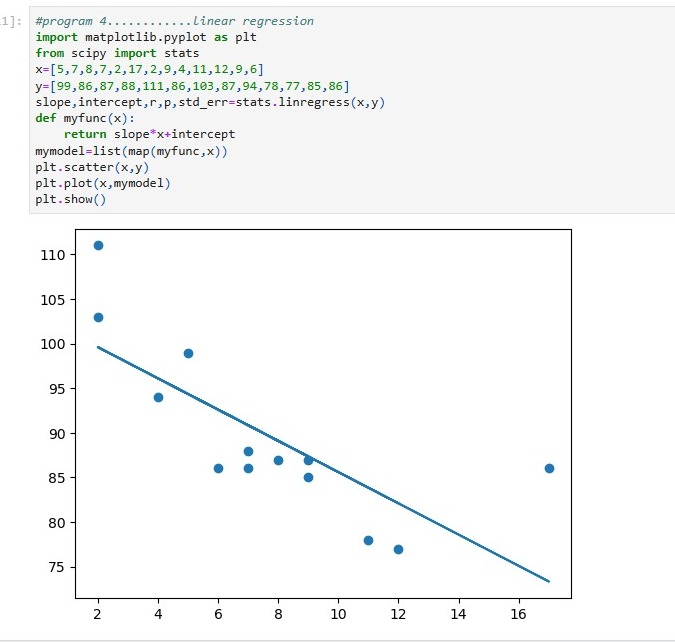 1]:
#program 4............linear regression
import matplotlib.pyplot as plt
from scipy import stats
x=[5,7,8,7,2,17,2,9,4,11,12,9,6]
y=[99,86,87,88,111,86,103,87,94,78,77,85,86]
slope,intercept,r,p,std_err=stats.linregress(x,y)
def myfunc(x):
    return slope*x+intercept
mymodel=list(map(myfunc,x))
plt.scatter(x,y)
plt.plot(x,mymodel)
plt.show()
110
105
100
95
90
85
80
75
2 4 6 8 10 12 14 16